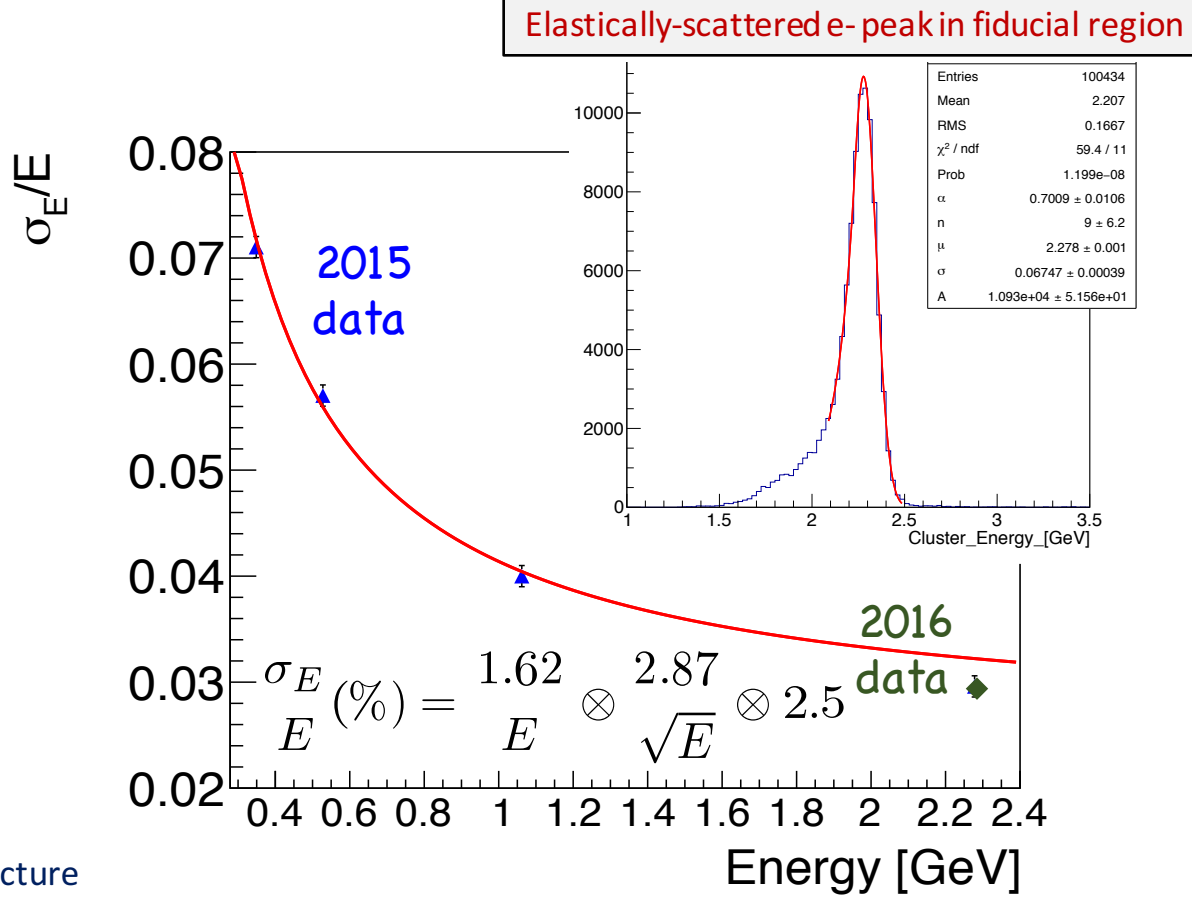 Elastically-scattered e- peak in fiducial region
Entries 100434
Mean 2.207
RMS 0.1667
χ² / ndf 59.4 / 11
Prob 1.199e−08
α 0.7009 ± 0.0106
n 9 ± 6.2
μ 2.278 ± 0.001
σ 0.06747 ± 0.00039
A 1.093e+04 ± 5.156e+01
10000
8000
6000
4000
2000
0
1 1.5 2 2.5 3 3.5
Cluster_Energy_[GeV]
σ_E/E
0.08
0.07
0.06
0.05
0.04
0.03
0.02
2015
data
2016
data
σ_E/E (%) = 1.62/E ⊗ 2.87/√E ⊗ 2.5
0.4 0.6 0.8 1 1.2 1.4 1.6 1.8 2 2.2 2.4
Energy [GeV]
cture